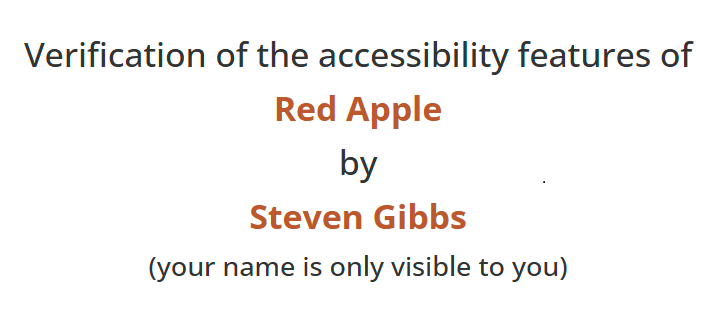 Verification of the accessibility features of
Red Apple
by
Steven Gibbs
(your name is only visible to you)